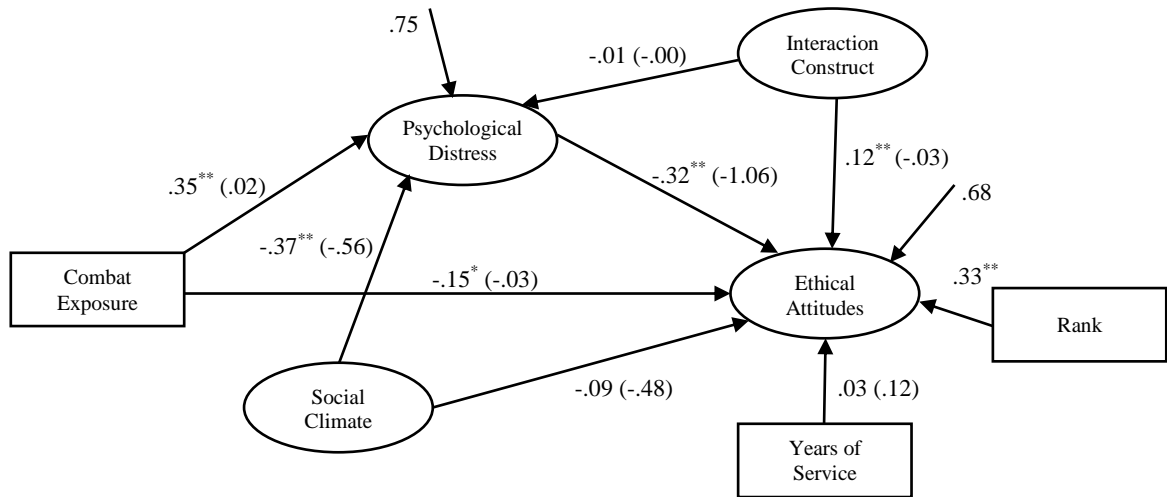 .75
Interaction
Construct
-.01 (-.00)
Psychological
Distress
.12** (-.03)
-.32** (-1.06)
.35** (.02)
.68
-.37** (-.56)
Combat
Exposure
-.15* (-.03)
Ethical
Attitudes
.33**
Rank
Social
Climate
-.09 (-.48)
.03 (.12)
Years of
Service